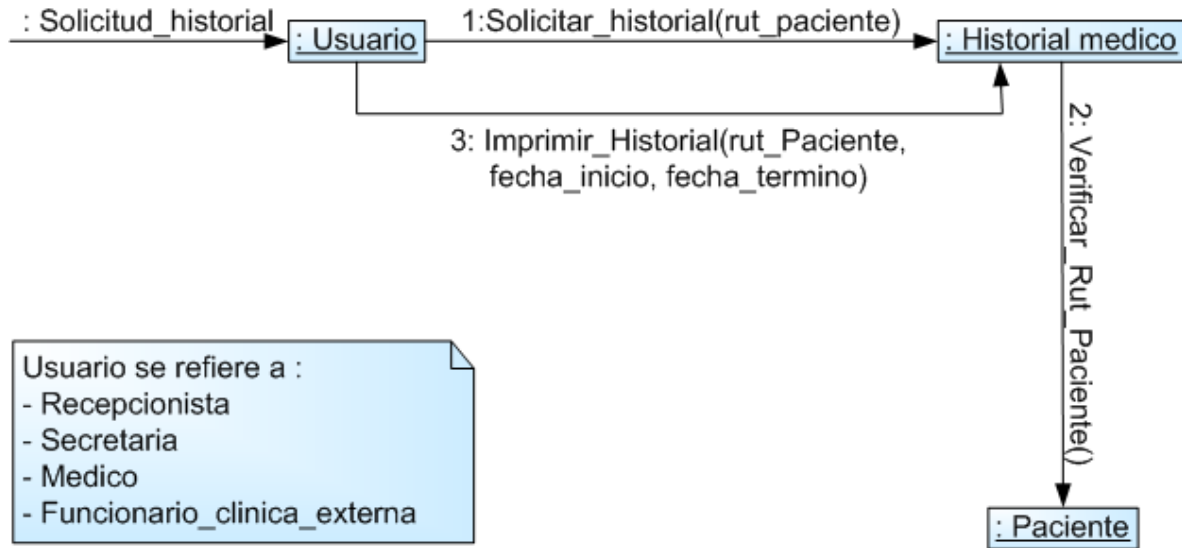 : Solicitud_historial
: Usuario
1:Solicitar_historial(rut_paciente)
: Historial medico
3: Imprimir_Historial(rut_Paciente,
fecha_inicio, fecha_termino)
2: Verificar_Rut_Paciente()
Usuario se refiere a :
- Recepcionista
- Secretaria
- Medico
- Funcionario_clinica_externa
: Paciente